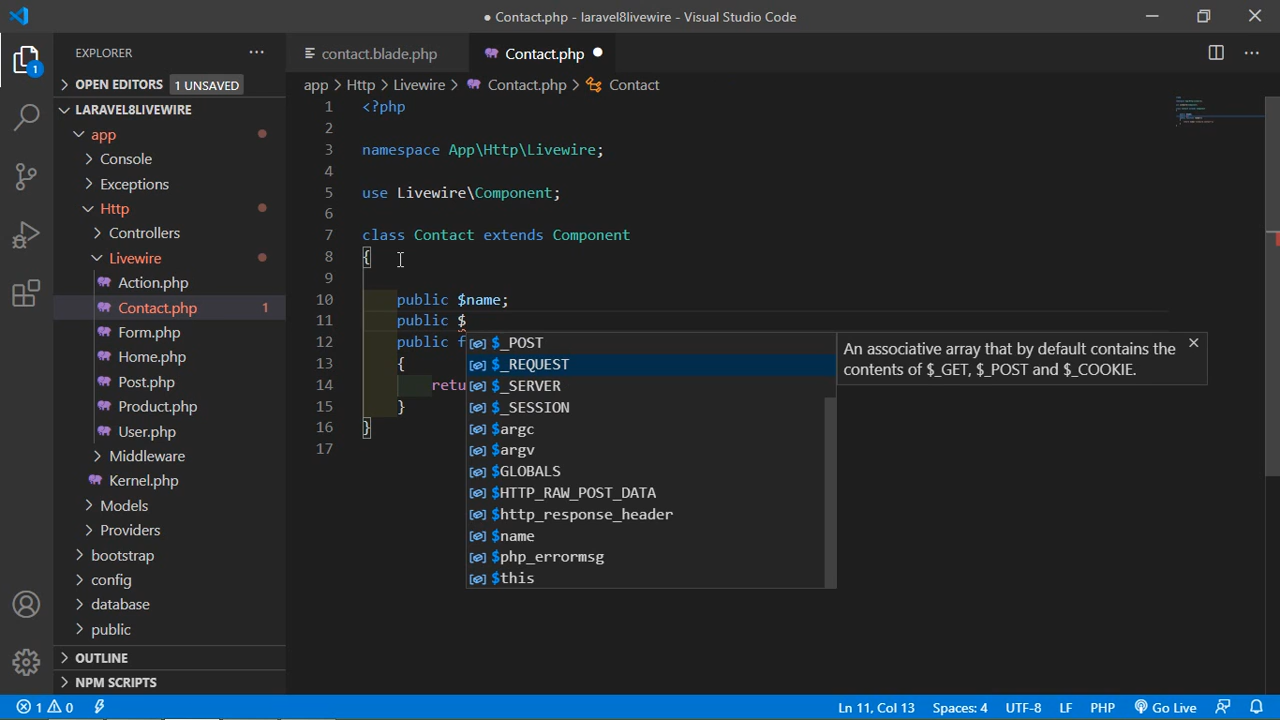 ● Contact.php - laravel8livewire - Visual Studio Code
EXPLORER
contact.blade.php
Contact.php
OPEN EDITORS 1 UNSAVED
app > Http > Livewire > Contact.php > Contact
LARAVEL8LIVEWIRE
app
Console
Exceptions
Http
Controllers
Livewire
Action.php
Contact.php 1
Form.php
Home.php
Post.php
Product.php
User.php
Middleware
Kernel.php
Models
Providers
bootstrap
config
database
public
OUTLINE
NPM SCRIPTS
1
1 <?php
2
3 namespace App\Http\Livewire;
4
5 use Livewire\Component;
6
7 class Contact extends Component
8 {
9
10 public $name;
11 public $
12 public f
13 {
14 retu
15 }
16 }
17
$_POST
$_REQUEST
$_SERVER
$_SESSION
$argc
$argv
$GLOBALS
$HTTP_RAW_POST_DATA
$http_response_header
$name
$php_errormsg
$this
An associative array that by default contains the
contents of $_GET, $_POST and $_COOKIE.
1 0
Ln 11, Col 13
Spaces: 4
UTF-8
LF
PHP
Go Live